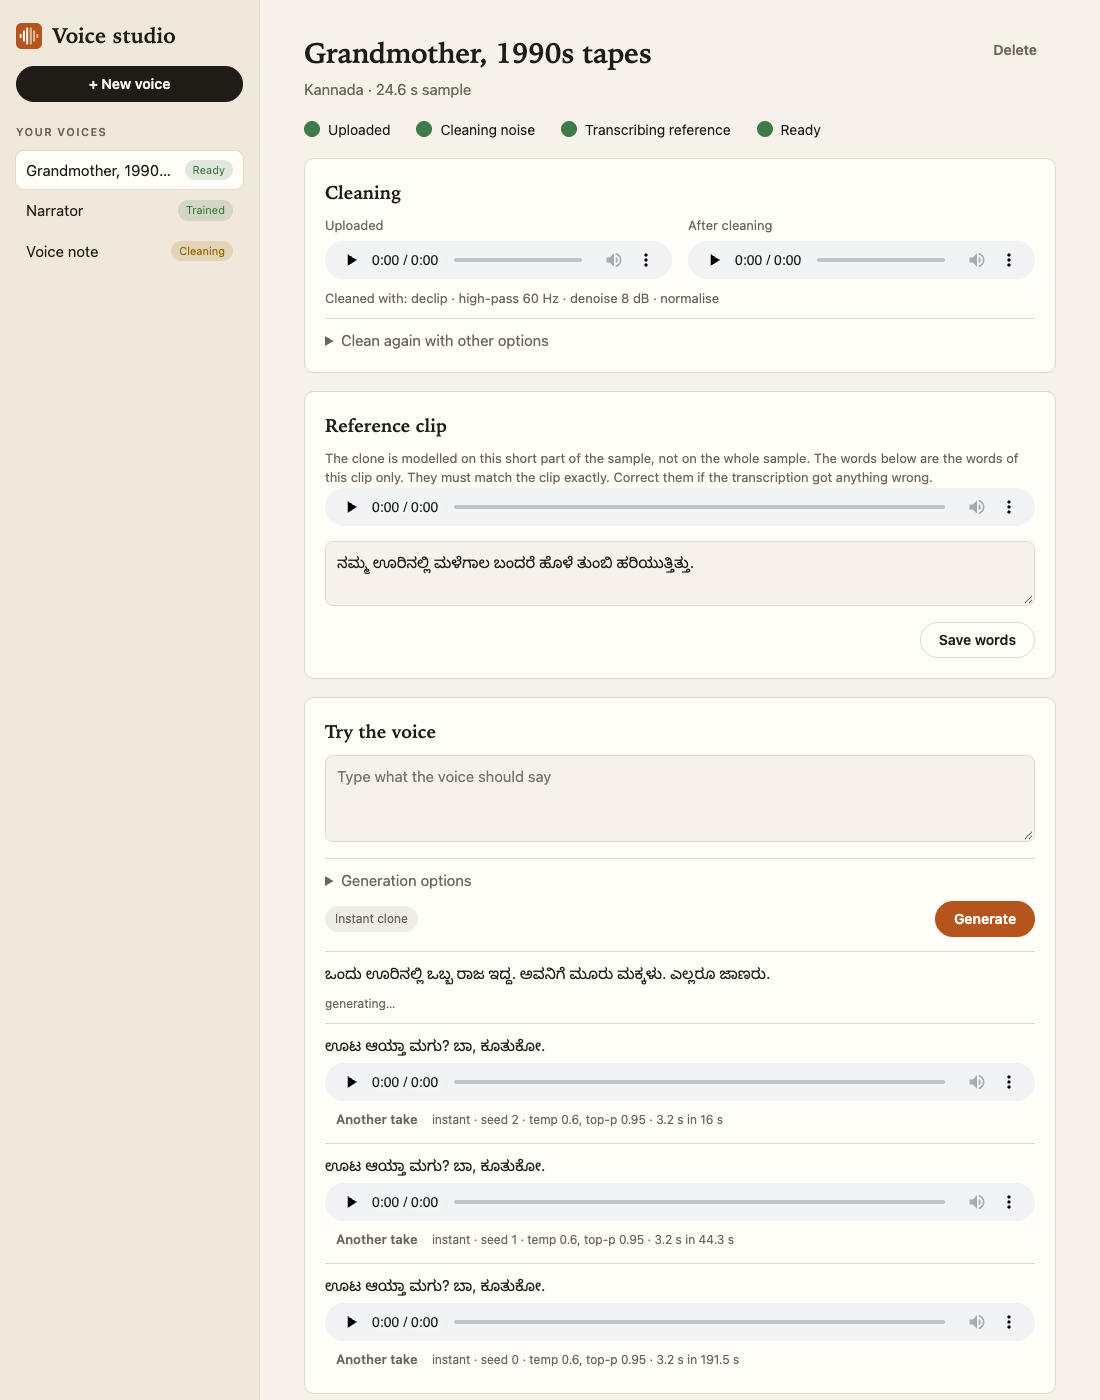 Voice studio
+ New voice
YOUR VOICES
Grandmother, 1990... Ready
Narrator Trained
Voice note Cleaning
Grandmother, 1990s tapes
Delete
Kannada · 24.6 s sample
Uploaded Cleaning noise Transcribing reference Ready
Cleaning
Uploaded After cleaning
0:00 / 0:00 0:00 / 0:00
Cleaned with: declip · high-pass 60 Hz · denoise 8 dB · normalise
Clean again with other options
Reference clip
The clone is modelled on this short part of the sample, not on the whole sample. The words below are the words of
this clip only. They must match the clip exactly. Correct them if the transcription got anything wrong.
0:00 / 0:00
ನಮ್ಮ ಊರಿನಲ್ಲಿ ಮಳೆಗಾಲ ಬಂದರೆ ಹೊಳೆ ತುಂಬಿ ಹರಿಯುತ್ತಿತ್ತು.
Save words
Try the voice
Type what the voice should say
Generation options
Instant clone Generate
ಒಂದು ಊರಿನಲ್ಲಿ ಒಬ್ಬ ರಾಜ ಇದ್ದ. ಅವನಿಗೆ ಮೂರು ಮಕ್ಕಳು. ಎಲ್ಲರೂ ಜಾಣರು.
generating...
ಊಟ ಆಯ್ತಾ ಮಗು? ಬಾ, ಕೂತುಕೋ.
0:00 / 0:00
Another take instant · seed 2 · temp 0.6, top-p 0.95 · 3.2 s in 16 s
ಊಟ ಆಯ್ತಾ ಮಗು? ಬಾ, ಕೂತುಕೋ.
0:00 / 0:00
Another take instant · seed 1 · temp 0.6, top-p 0.95 · 3.2 s in 44.3 s
ಊಟ ಆಯ್ತಾ ಮಗು? ಬಾ, ಕೂತುಕೋ.
0:00 / 0:00
Another take instant · seed 0 · temp 0.6, top-p 0.95 · 3.2 s in 191.5 s